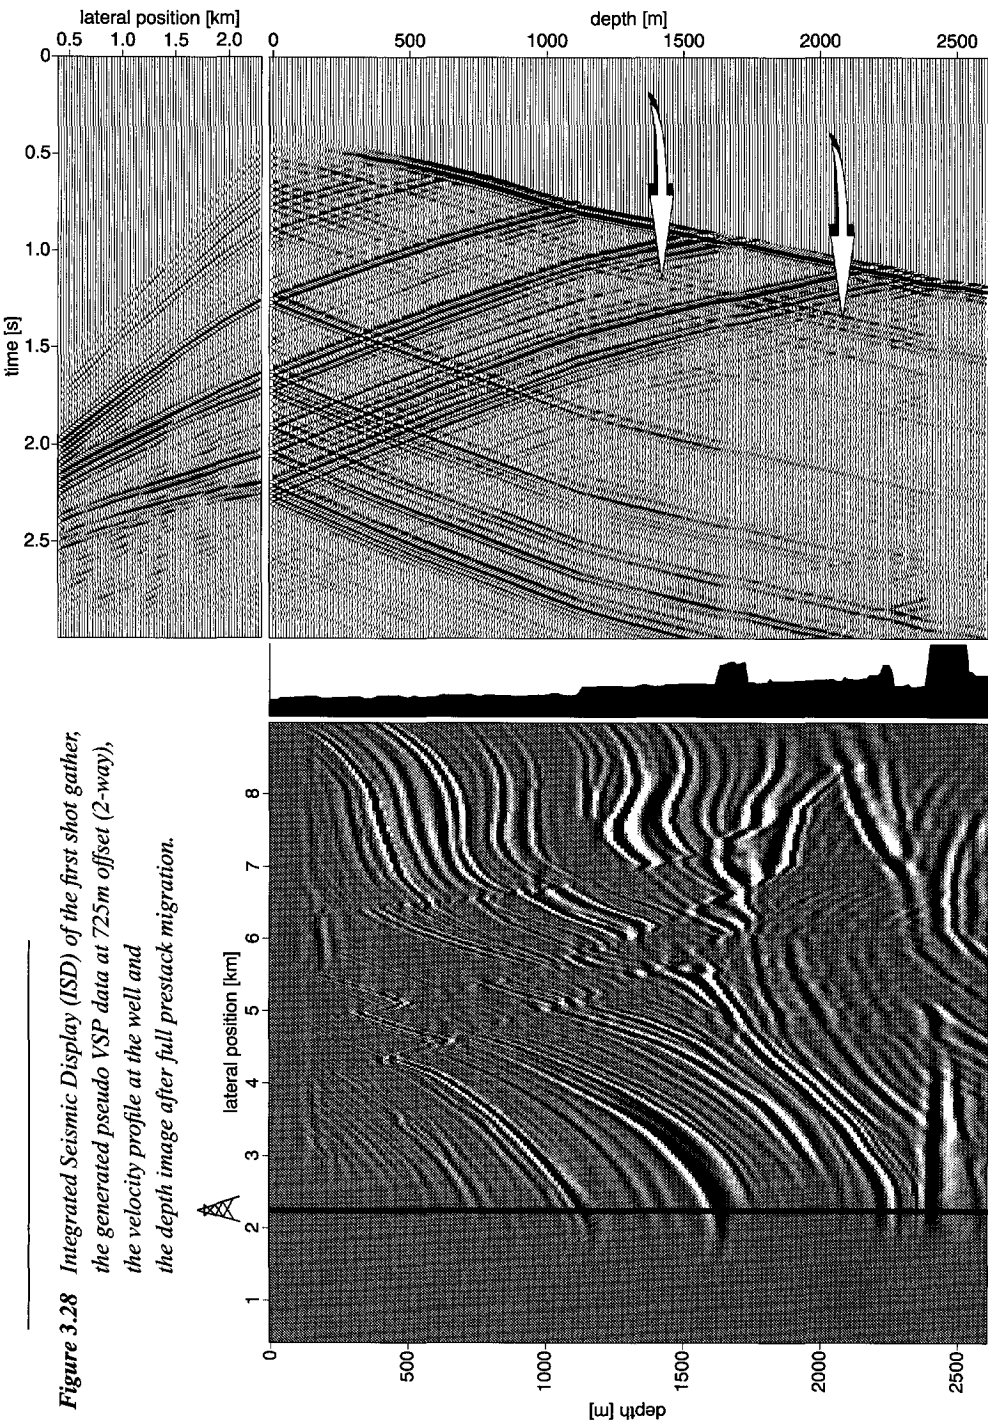 lateral position [km]
0.5 1.0 1.5 2.0
depth [m]
0 500 1000 1500 2000 2500
time [s]
0
0.5
1.0
1.5
2.0
2.5
Figure 3.28 Integrated Seismic Display (ISD) of the first shot gather,
the generated pseudo VSP data at 725m offset (2-way),
the velocity profile at the well and
the depth image after full prestack migration.
lateral position [km]
1 2 3 4 5 6 7 8
depth [m]
0 500 1000 1500 2000 2500